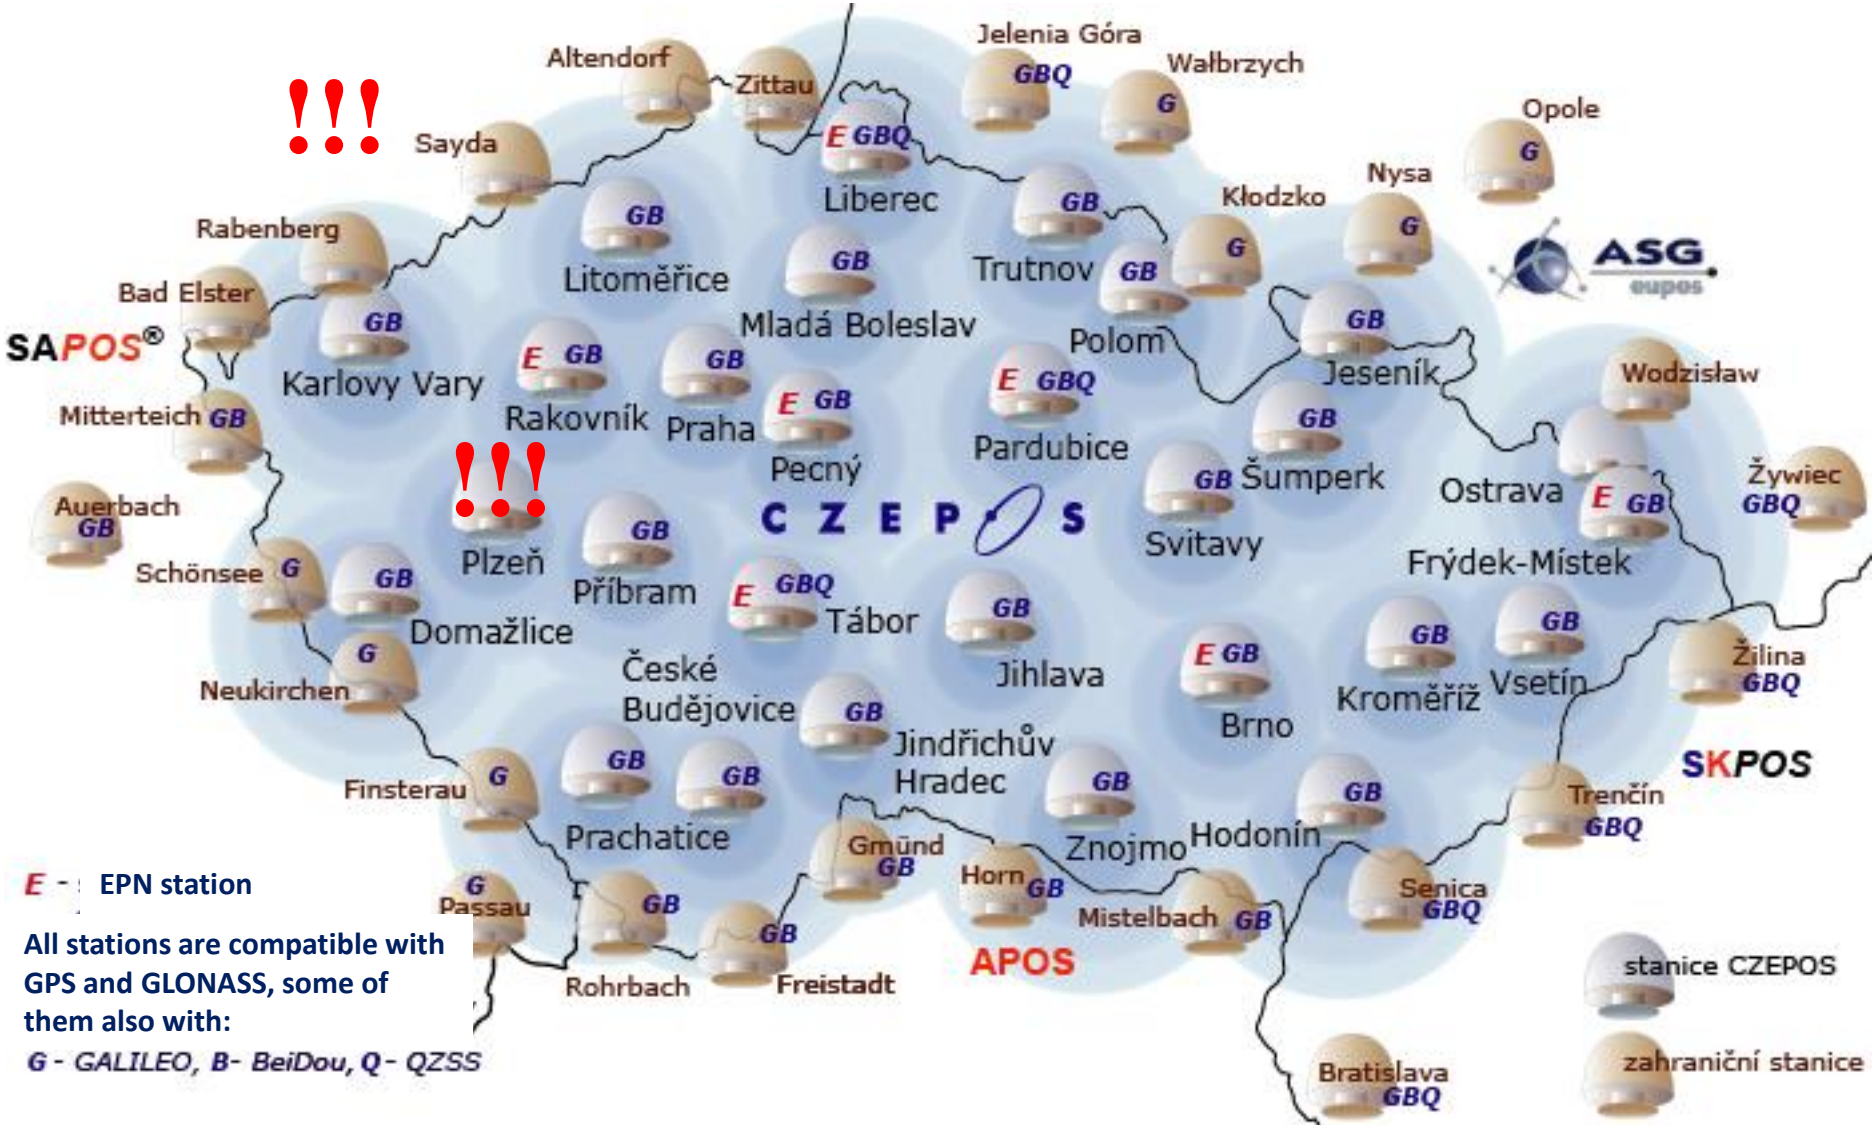 Jelenia Góra
GBQ
Altendorf
Wałbrzych
G
Zittau
!!!
Opole
G
Sayda
E GBQ
Liberec
Nysa
G
Kłodzko
G
GB
Trutnov
GB
Litoměřice
Rabenberg
ASG
eupos
GB
Mladá Boleslav
GB
Polom
Bad Elster
SAPOS®
GB
Karlovy Vary
GB
Jeseník
E GB
Rakovník
GB
Praha
E GB
Pecný
E GBQ
Pardubice
Wodzisław
Mitterteich GB
GB
Šumperk
!!!
Plzeň
GB
Svitavy
Ostrava
E GB
Frýdek-Místek
Żywiec
GBQ
Auerbach
GB
CZEPOS
GB
Příbram
Schönsee G
GB
Domažlice
E GBQ
Tábor
GB
Jihlava
E GB
Brno
GB
Kroměříž
GB
Vsetín
Žilina
GBQ
G
Neukirchen
České
Budějovice
GB
Jindřichův
Hradec
GB
Prachatice
GB
G
Finsterau
GB
Znojmo
GB
Hodonín
SKPOS
Trenčín
GBQ
Gmünd
GB
Horn GB
Mistelbach GB
Senica
GBQ
G
Passau
GB
Rohrbach
GB
Freistadt
APOS
E - EPN station
All stations are compatible with
GPS and GLONASS, some of
them also with:
G - GALILEO, B- BeiDou, Q - QZSS
stanice CZEPOS
zahraniční stanice
Bratislava
GBQ